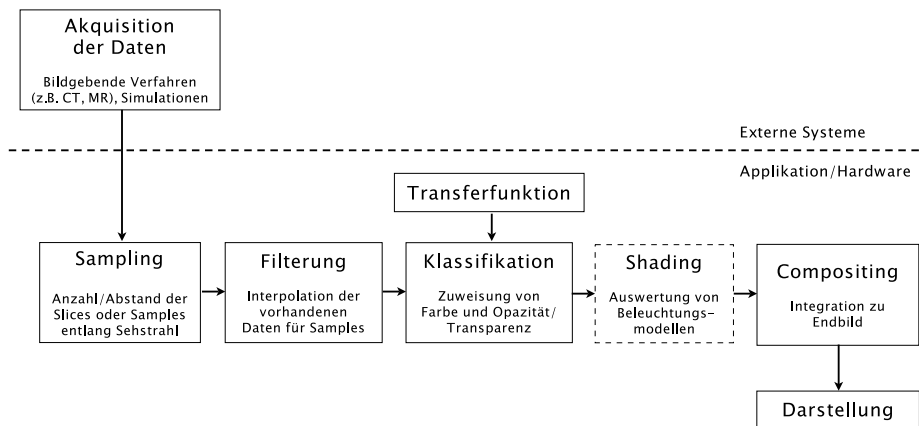 Akquisition
der Daten
Bildgebende Verfahren
(z.B. CT, MR), Simulationen
Externe Systeme
Applikation/Hardware
Transferfunktion
Sampling
Anzahl/Abstand der
Slices oder Samples
entlang Sehstrahl
Filterung
Interpolation der
vorhandenen
Daten für Samples
Klassifikation
Zuweisung von
Farbe und Opazität/
Transparenz
Shading
Auswertung von
Beleuchtungs-
modellen
Compositing
Integration zu
Endbild
Darstellung